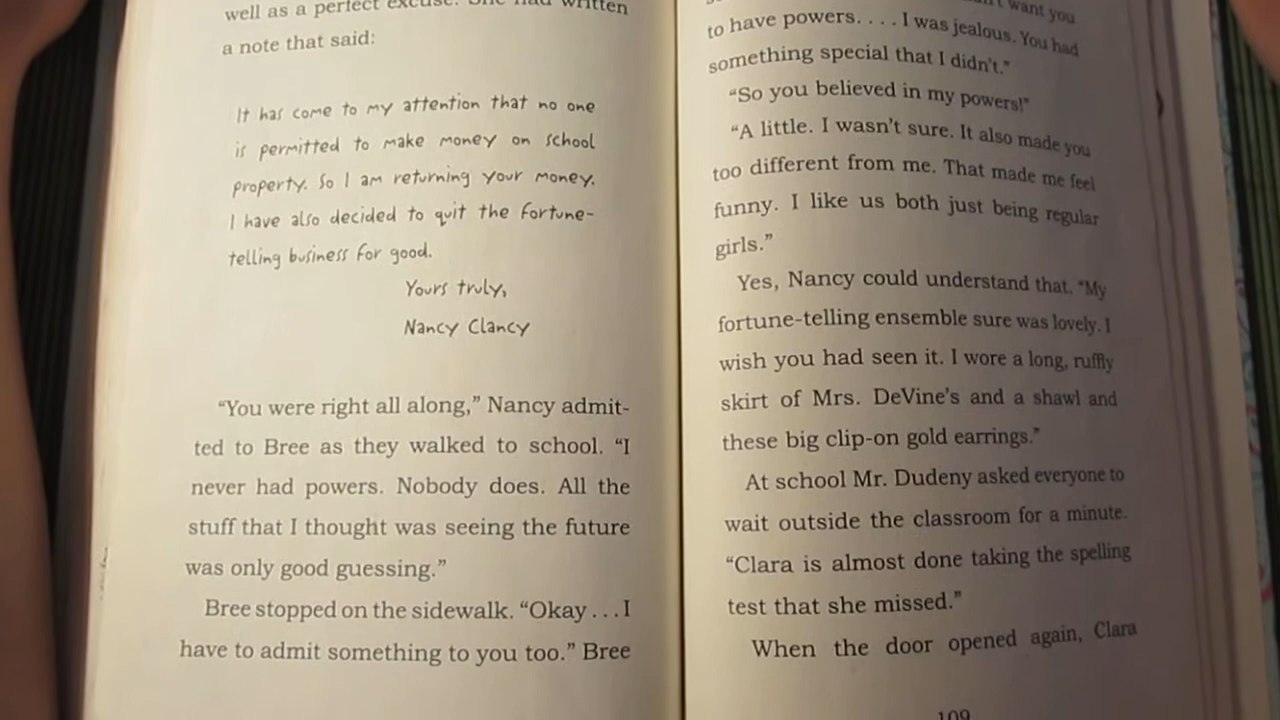 well as a perfect excuse. She had written
a note that said:
It has come to my attention that no one
is permitted to make money on school
property. So I am returning your money.
I have also decided to quit the fortune-
telling business for good.
Yours truly,
Nancy Clancy
“You were right all along,” Nancy admit-
ted to Bree as they walked to school. “I
never had powers. Nobody does. All the
stuff that I thought was seeing the future
was only good guessing.”
Bree stopped on the sidewalk. “Okay . . . I
have to admit something to you too.” Bree
want you
to have powers. . . . I was jealous. You had
something special that I didn't.”
“So you believed in my powers!”
“A little. I wasn't sure. It also made you
too different from me. That made me feel
funny. I like us both just being regular
girls.”
Yes, Nancy could understand that. “My
fortune-telling ensemble sure was lovely. I
wish you had seen it. I wore a long, ruffly
skirt of Mrs. DeVine's and a shawl and
these big clip-on gold earrings.”
At school Mr. Dudeny asked everyone to
wait outside the classroom for a minute.
“Clara is almost done taking the spelling
test that she missed.”
When the door opened again, Clara
109